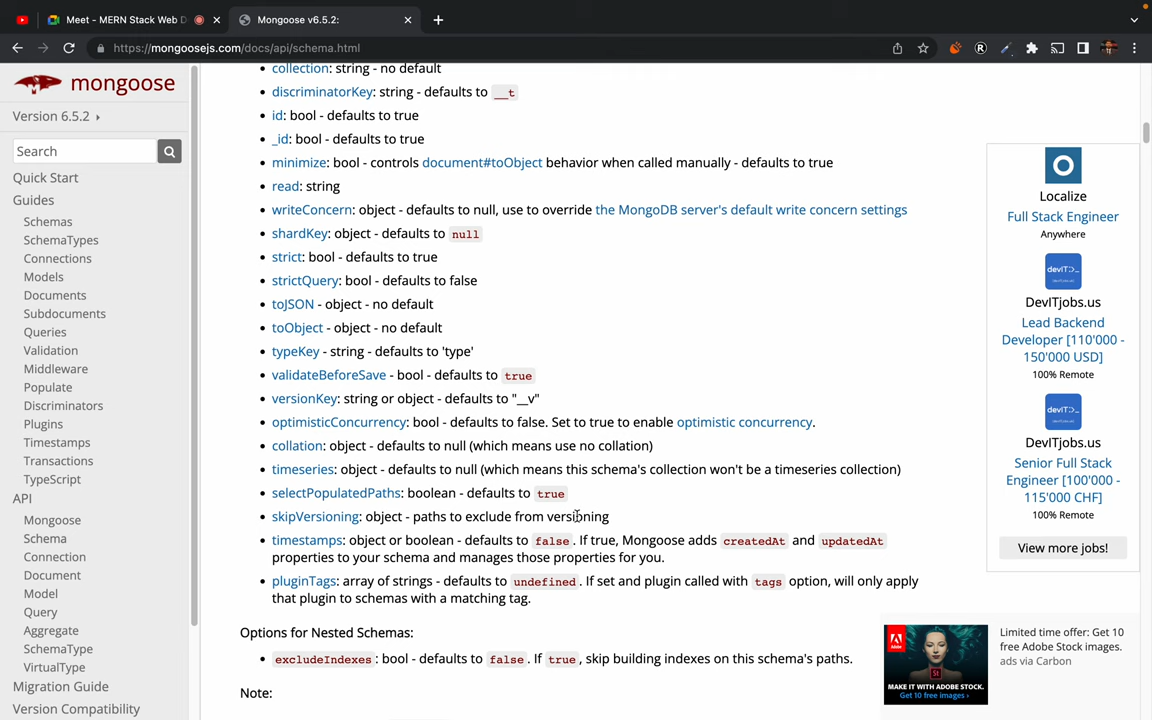 Meet - MERN Stack Web D
Mongoose v6.5.2:
https://mongoosejs.com/docs/api/schema.html
mongoose
Version 6.5.2
Search
Quick Start
Guides
Schemas
SchemaTypes
Connections
Models
Documents
Subdocuments
Queries
Validation
Middleware
Populate
Discriminators
Plugins
Timestamps
Transactions
TypeScript
API
Mongoose
Schema
Connection
Document
Model
Query
Aggregate
SchemaType
VirtualType
Migration Guide
Version Compatibility
collection: string - no default
discriminatorKey: string - defaults to __t
id: bool - defaults to true
_id: bool - defaults to true
minimize: bool - controls document#toObject behavior when called manually - defaults to true
read: string
writeConcern: object - defaults to null, use to override the MongoDB server's default write concern settings
shardKey: object - defaults to null
strict: bool - defaults to true
strictQuery: bool - defaults to false
toJSON - object - no default
toObject - object - no default
typeKey - string - defaults to 'type'
validateBeforeSave - bool - defaults to true
versionKey: string or object - defaults to "__v"
optimisticConcurrency: bool - defaults to false. Set to true to enable optimistic concurrency.
collation: object - defaults to null (which means use no collation)
timeseries: object - defaults to null (which means this schema's collection won't be a timeseries collection)
selectPopulatedPaths: boolean - defaults to true
skipVersioning: object - paths to exclude from versioning
timestamps: object or boolean - defaults to false. If true, Mongoose adds createdAt and updatedAt
properties to your schema and manages those properties for you.
pluginTags: array of strings - defaults to undefined. If set and plugin called with tags option, will only apply
that plugin to schemas with a matching tag.
Options for Nested Schemas:
excludeIndexes: bool - defaults to false. If true, skip building indexes on this schema's paths.
Note:
Localize
Full Stack Engineer
Anywhere
devIT
DevITjobs.us
Lead Backend
Developer [110'000 -
150'000 USD]
100% Remote
devIT
DevITjobs.us
Senior Full Stack
Engineer [100'000 -
115'000 CHF]
100% Remote
View more jobs!
MAKE IT WITH ADOBE STOCK.
Get 10 free images ›
Limited time offer: Get 10
free Adobe Stock images.
ads via Carbon